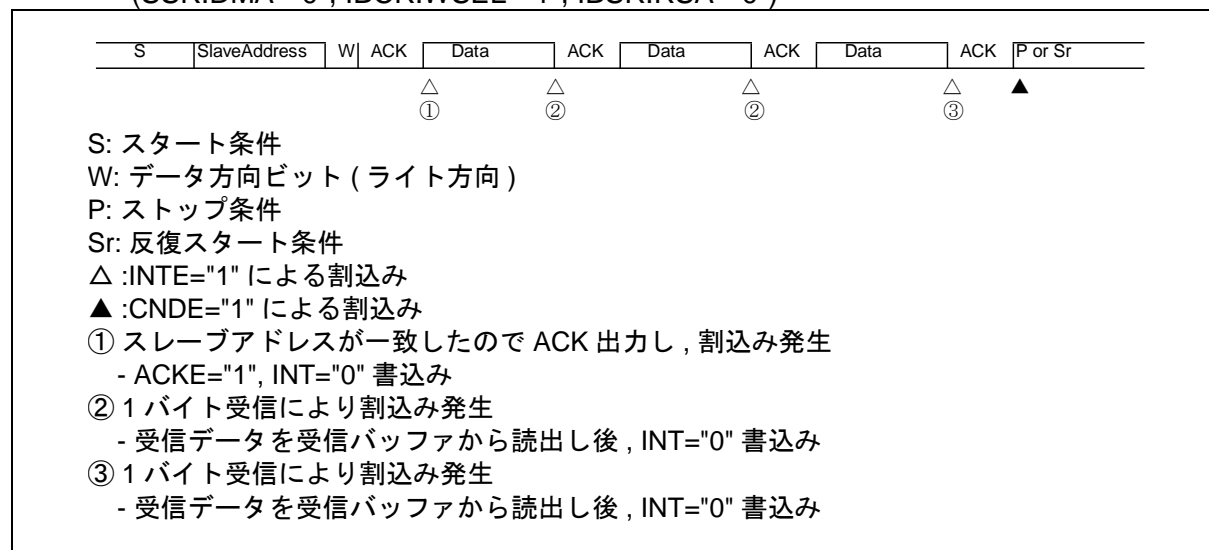 S SlaveAddress W ACK Data ACK Data ACK Data ACK P or Sr
△ △ △ △ ▲
① ② ② ③
S: スタート条件
W: データ方向ビット ( ライト方向 )
P: ストップ条件
Sr: 反復スタート条件
△ :INTE="1" による割込み
▲ :CNDE="1" による割込み
① スレーブアドレスが一致したので ACK 出力し , 割込み発生
- ACKE="1", INT="0" 書込み
② 1 バイト受信により割込み発生
- 受信データを受信バッファから読出し後 , INT="0" 書込み
③ 1 バイト受信により割込み発生
- 受信データを受信バッファから読出し後 , INT="0" 書込み